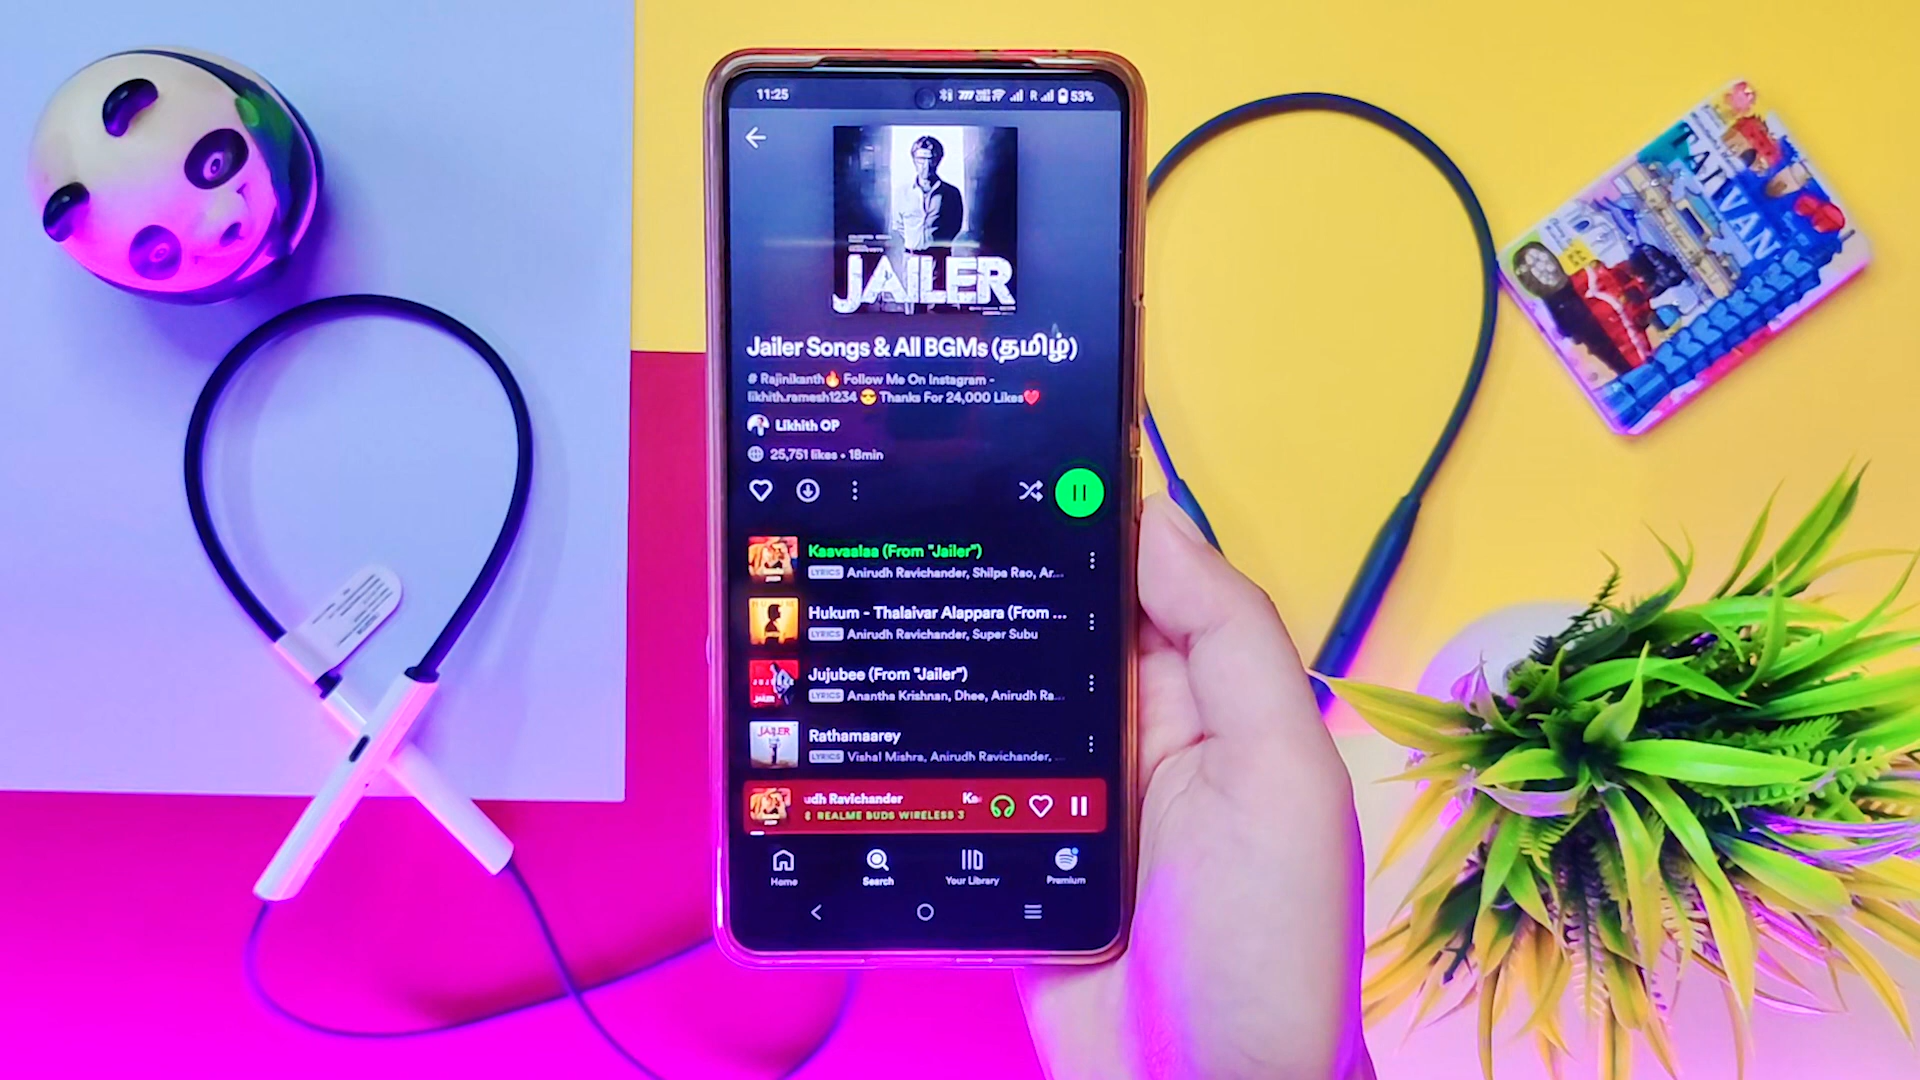 11:25
R 53%
JAILER
Jailer Songs & All BGMs (தமிழ்)
# Rajinikanth🔥 Follow Me On Instagram -
likhith.ramesh1234 😎 Thanks For 24,000 Likes❤️
Likhith OP
25,751 likes • 18min
Kaavaalaa (From "Jailer")
LYRICS Anirudh Ravichander, Shilpa Rao, Ar...
Hukum - Thalaivar Alappara (From ...
LYRICS Anirudh Ravichander, Super Subu
Jujubee (From "Jailer")
LYRICS Anantha Krishnan, Dhee, Anirudh Ra...
Rathamaarey
LYRICS Vishal Mishra, Anirudh Ravichander, ...
udh Ravichander Ka
REALME BUDS WIRELESS 3
Home Search Your Library Premium
TAIWAN